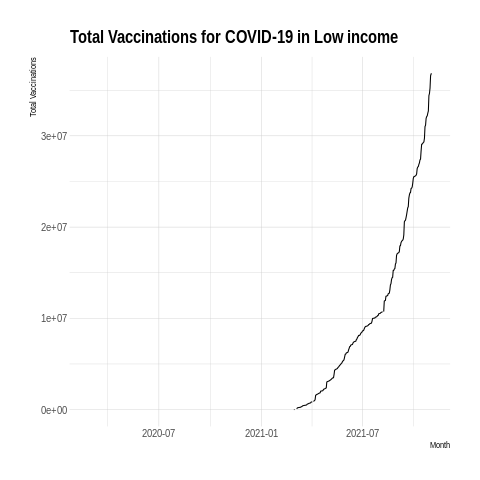 Total Vaccinations for COVID-19 in Low income
Total Vaccinations
3e+07
2e+07
1e+07
0e+00
2020-07 2021-01 2021-07
Month